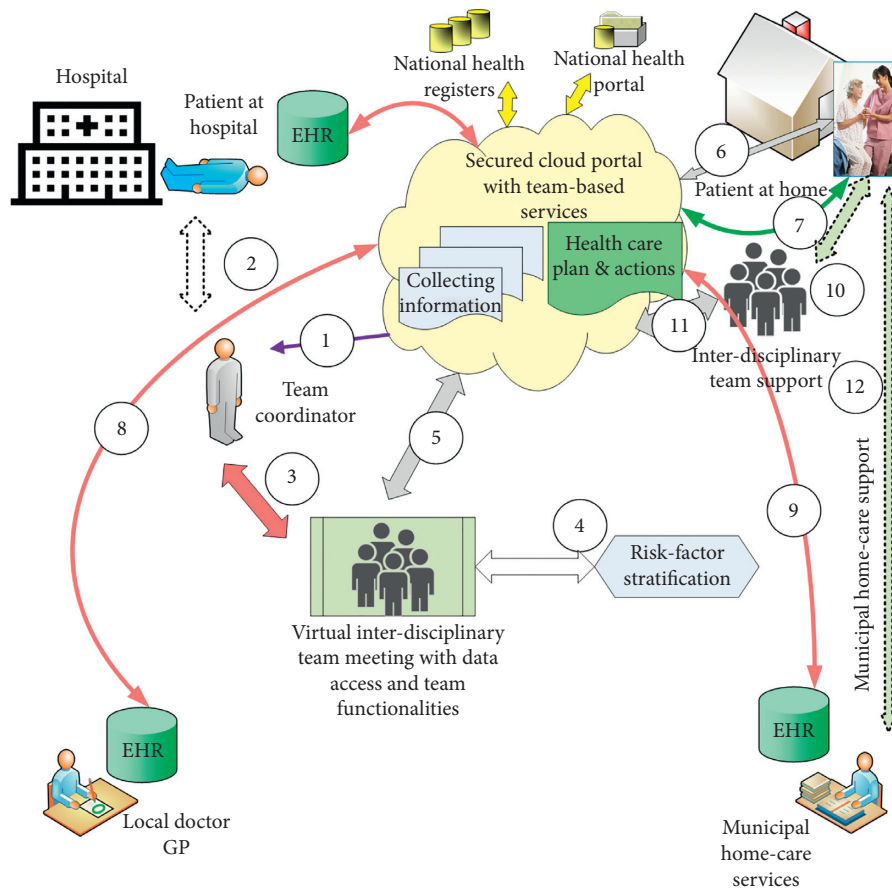 Hospital
Patient at
hospital
EHR
National health
registers
National health
portal
Secured cloud portal
with team-based
services
Collecting
information
Health care
plan & actions
6
Patient at home
7
2
10
11
Inter-disciplinary
team support
1
Team
coordinator
12
8
5
3
9
4
Risk-factor
stratification
Municipal home-care support
Virtual inter-disciplinary
team meeting with data
access and team
functionalities
EHR
Local doctor
GP
EHR
Municipal
home-care
services